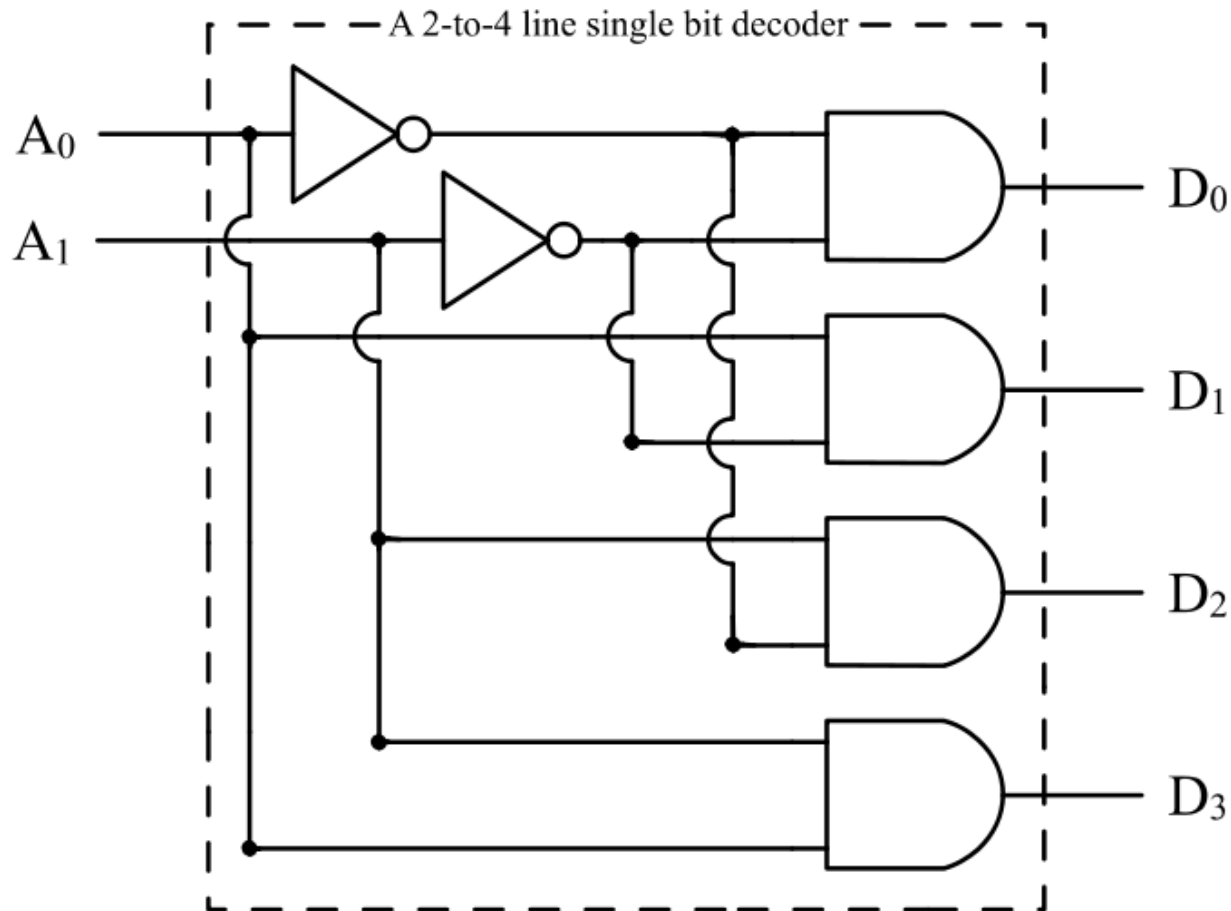 A 2-to-4 line single bit decoder
A₀
A₁
D₀
D₁
D₂
D₃